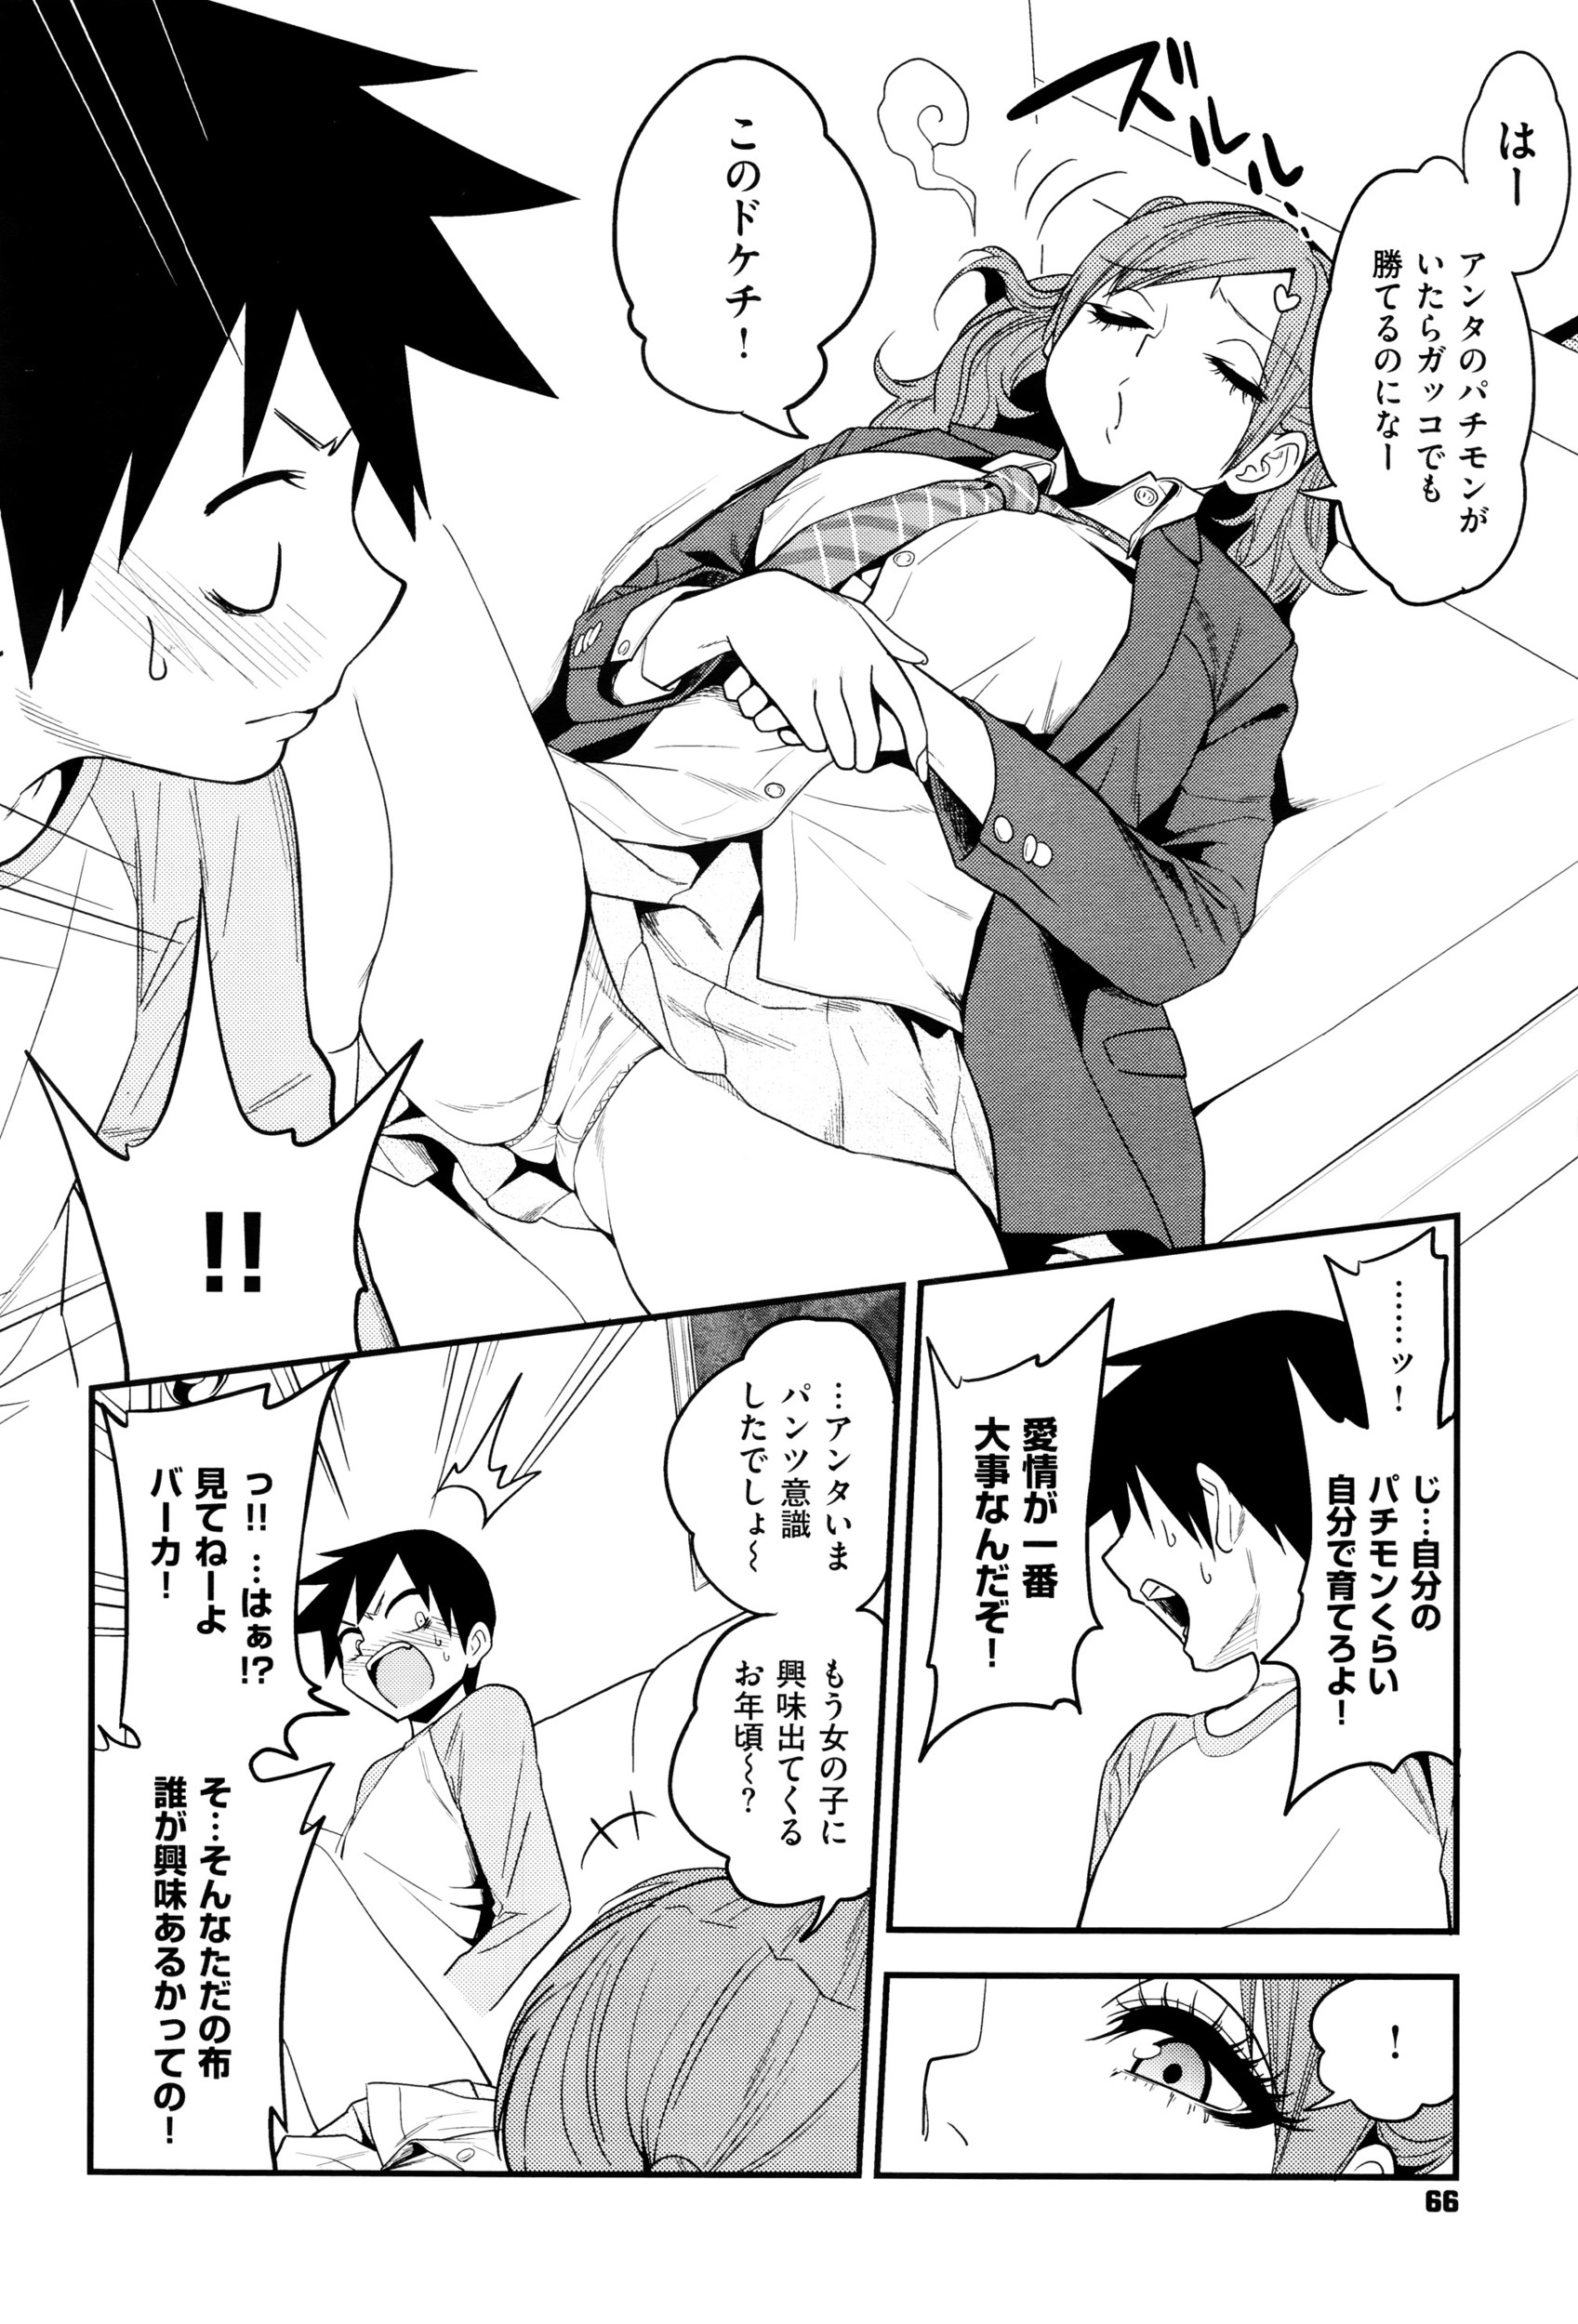 はー
アンタのパチモンが
いたらガッコでも
勝てるのになー
ズルルル…
このドケチ！
！！
……ッ！
じ…自分の
パチモンくらい
自分で育てろよ！
愛情が一番
大事なんだぞ！
！
…アンタいま
パンツ意識
したでしょ～
もう女の子に
興味出てくる
お年頃～？
っ！！…はぁ！？
見てねーよ
バーカ！
そ…そんなただの布
誰が興味あるかっての！
66